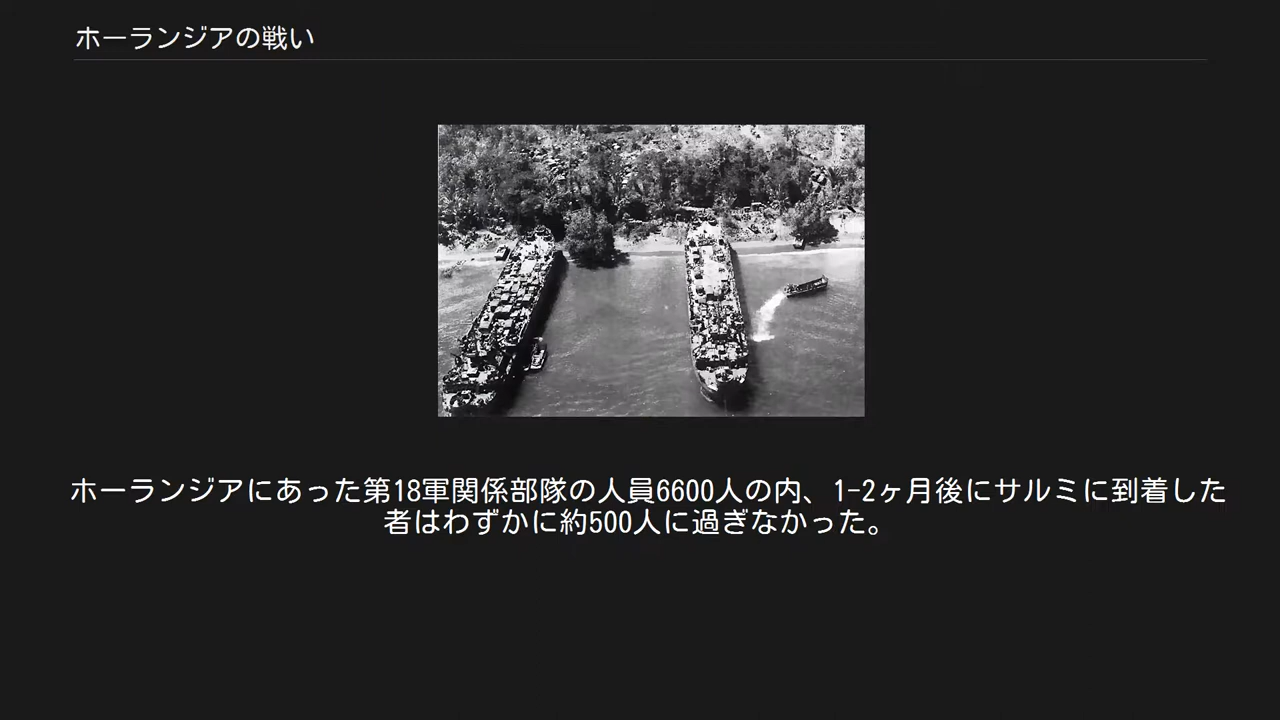 ホーランジアの戦い
ホーランジアにあった第18軍関係部隊の人員6600人の内、1-2ヶ月後にサルミに到着した
者はわずかに約500人に過ぎなかった。